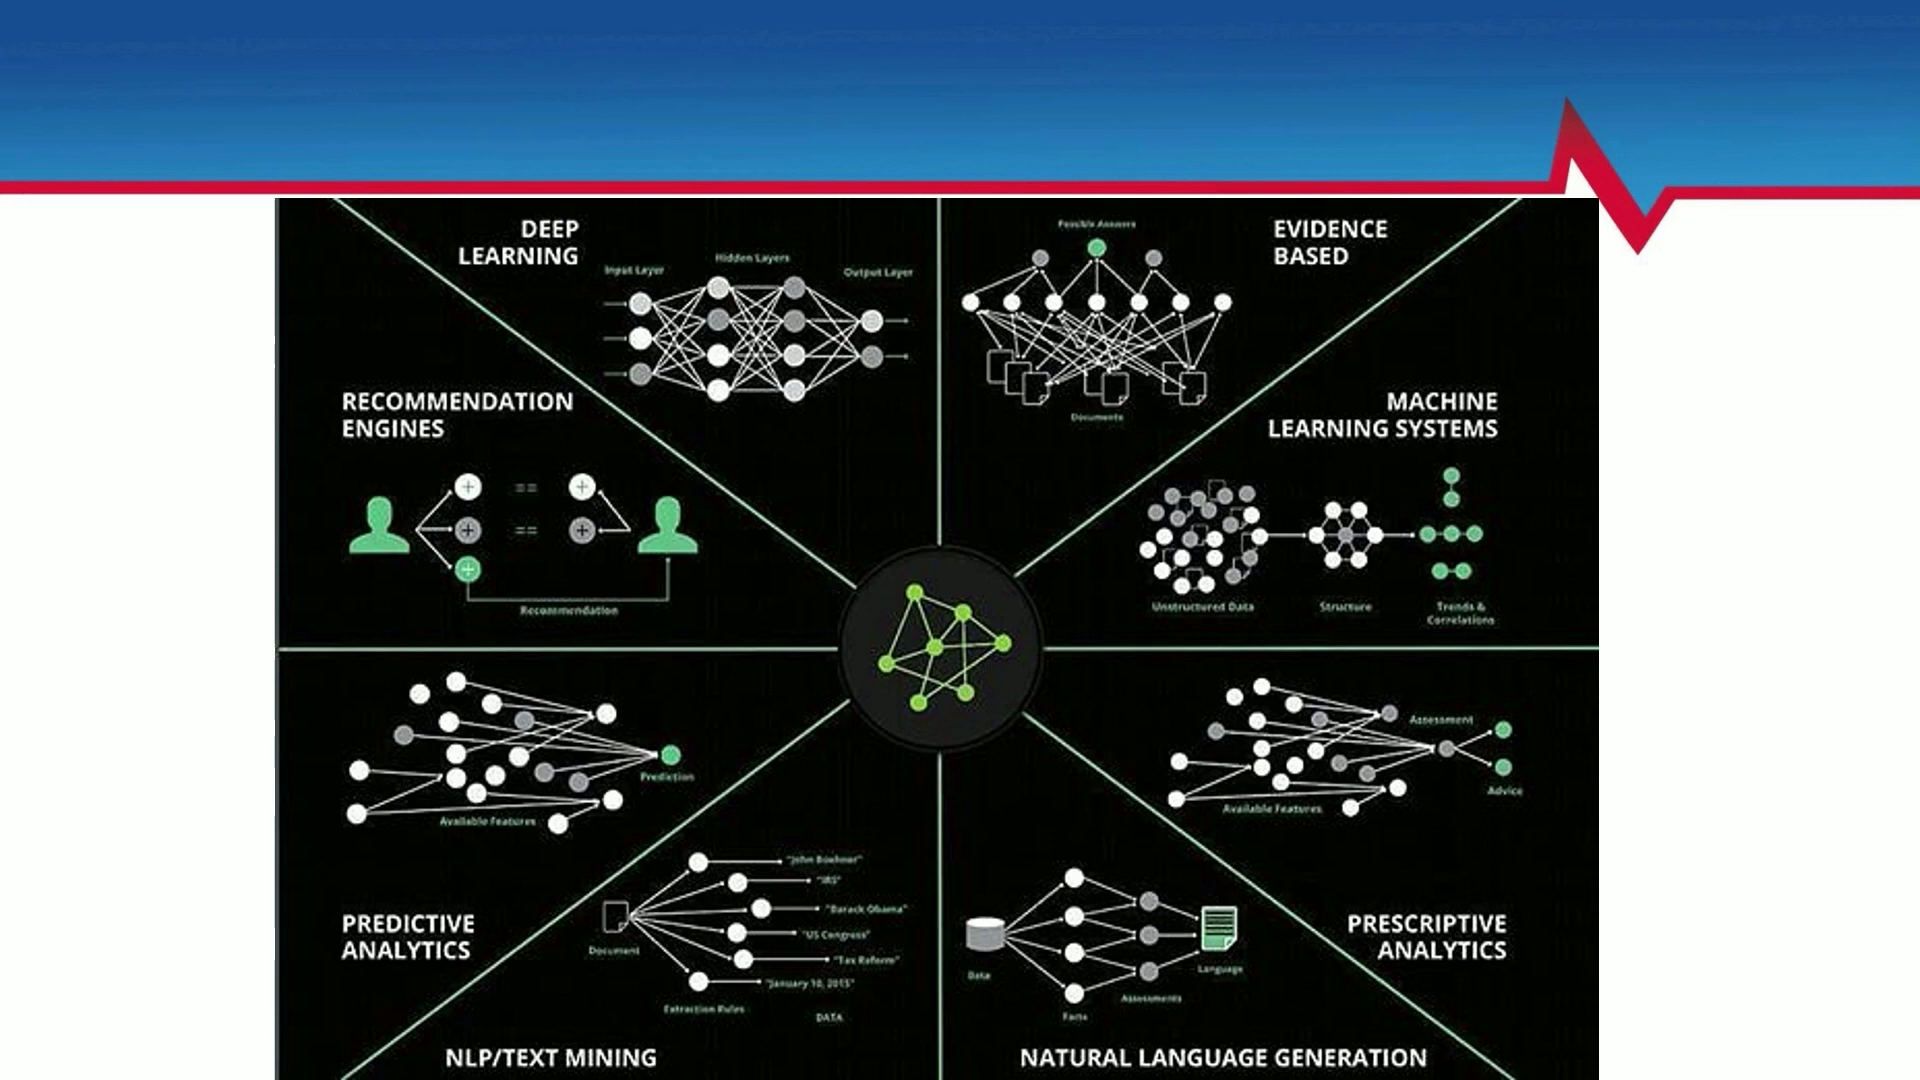 DEEP
LEARNING
Input Layer
Hidden Layers
Output Layer
Possible Answers
Documents
EVIDENCE
BASED
RECOMMENDATION
ENGINES
Recommendation
MACHINE
LEARNING SYSTEMS
Unstructured Data
Structure
Trends &
Correlations
Prediction
Available Features
PREDICTIVE
ANALYTICS
Assessment
Advice
Available Features
PRESCRIPTIVE
ANALYTICS
Document
"John Boehner"
"IRS"
"Barack Obama"
"US Congress"
"Tax Reform"
"January 10, 2015"
Extraction Rules
DATA
NLP/TEXT MINING
Data
Facts
Assessments
Language
NATURAL LANGUAGE GENERATION